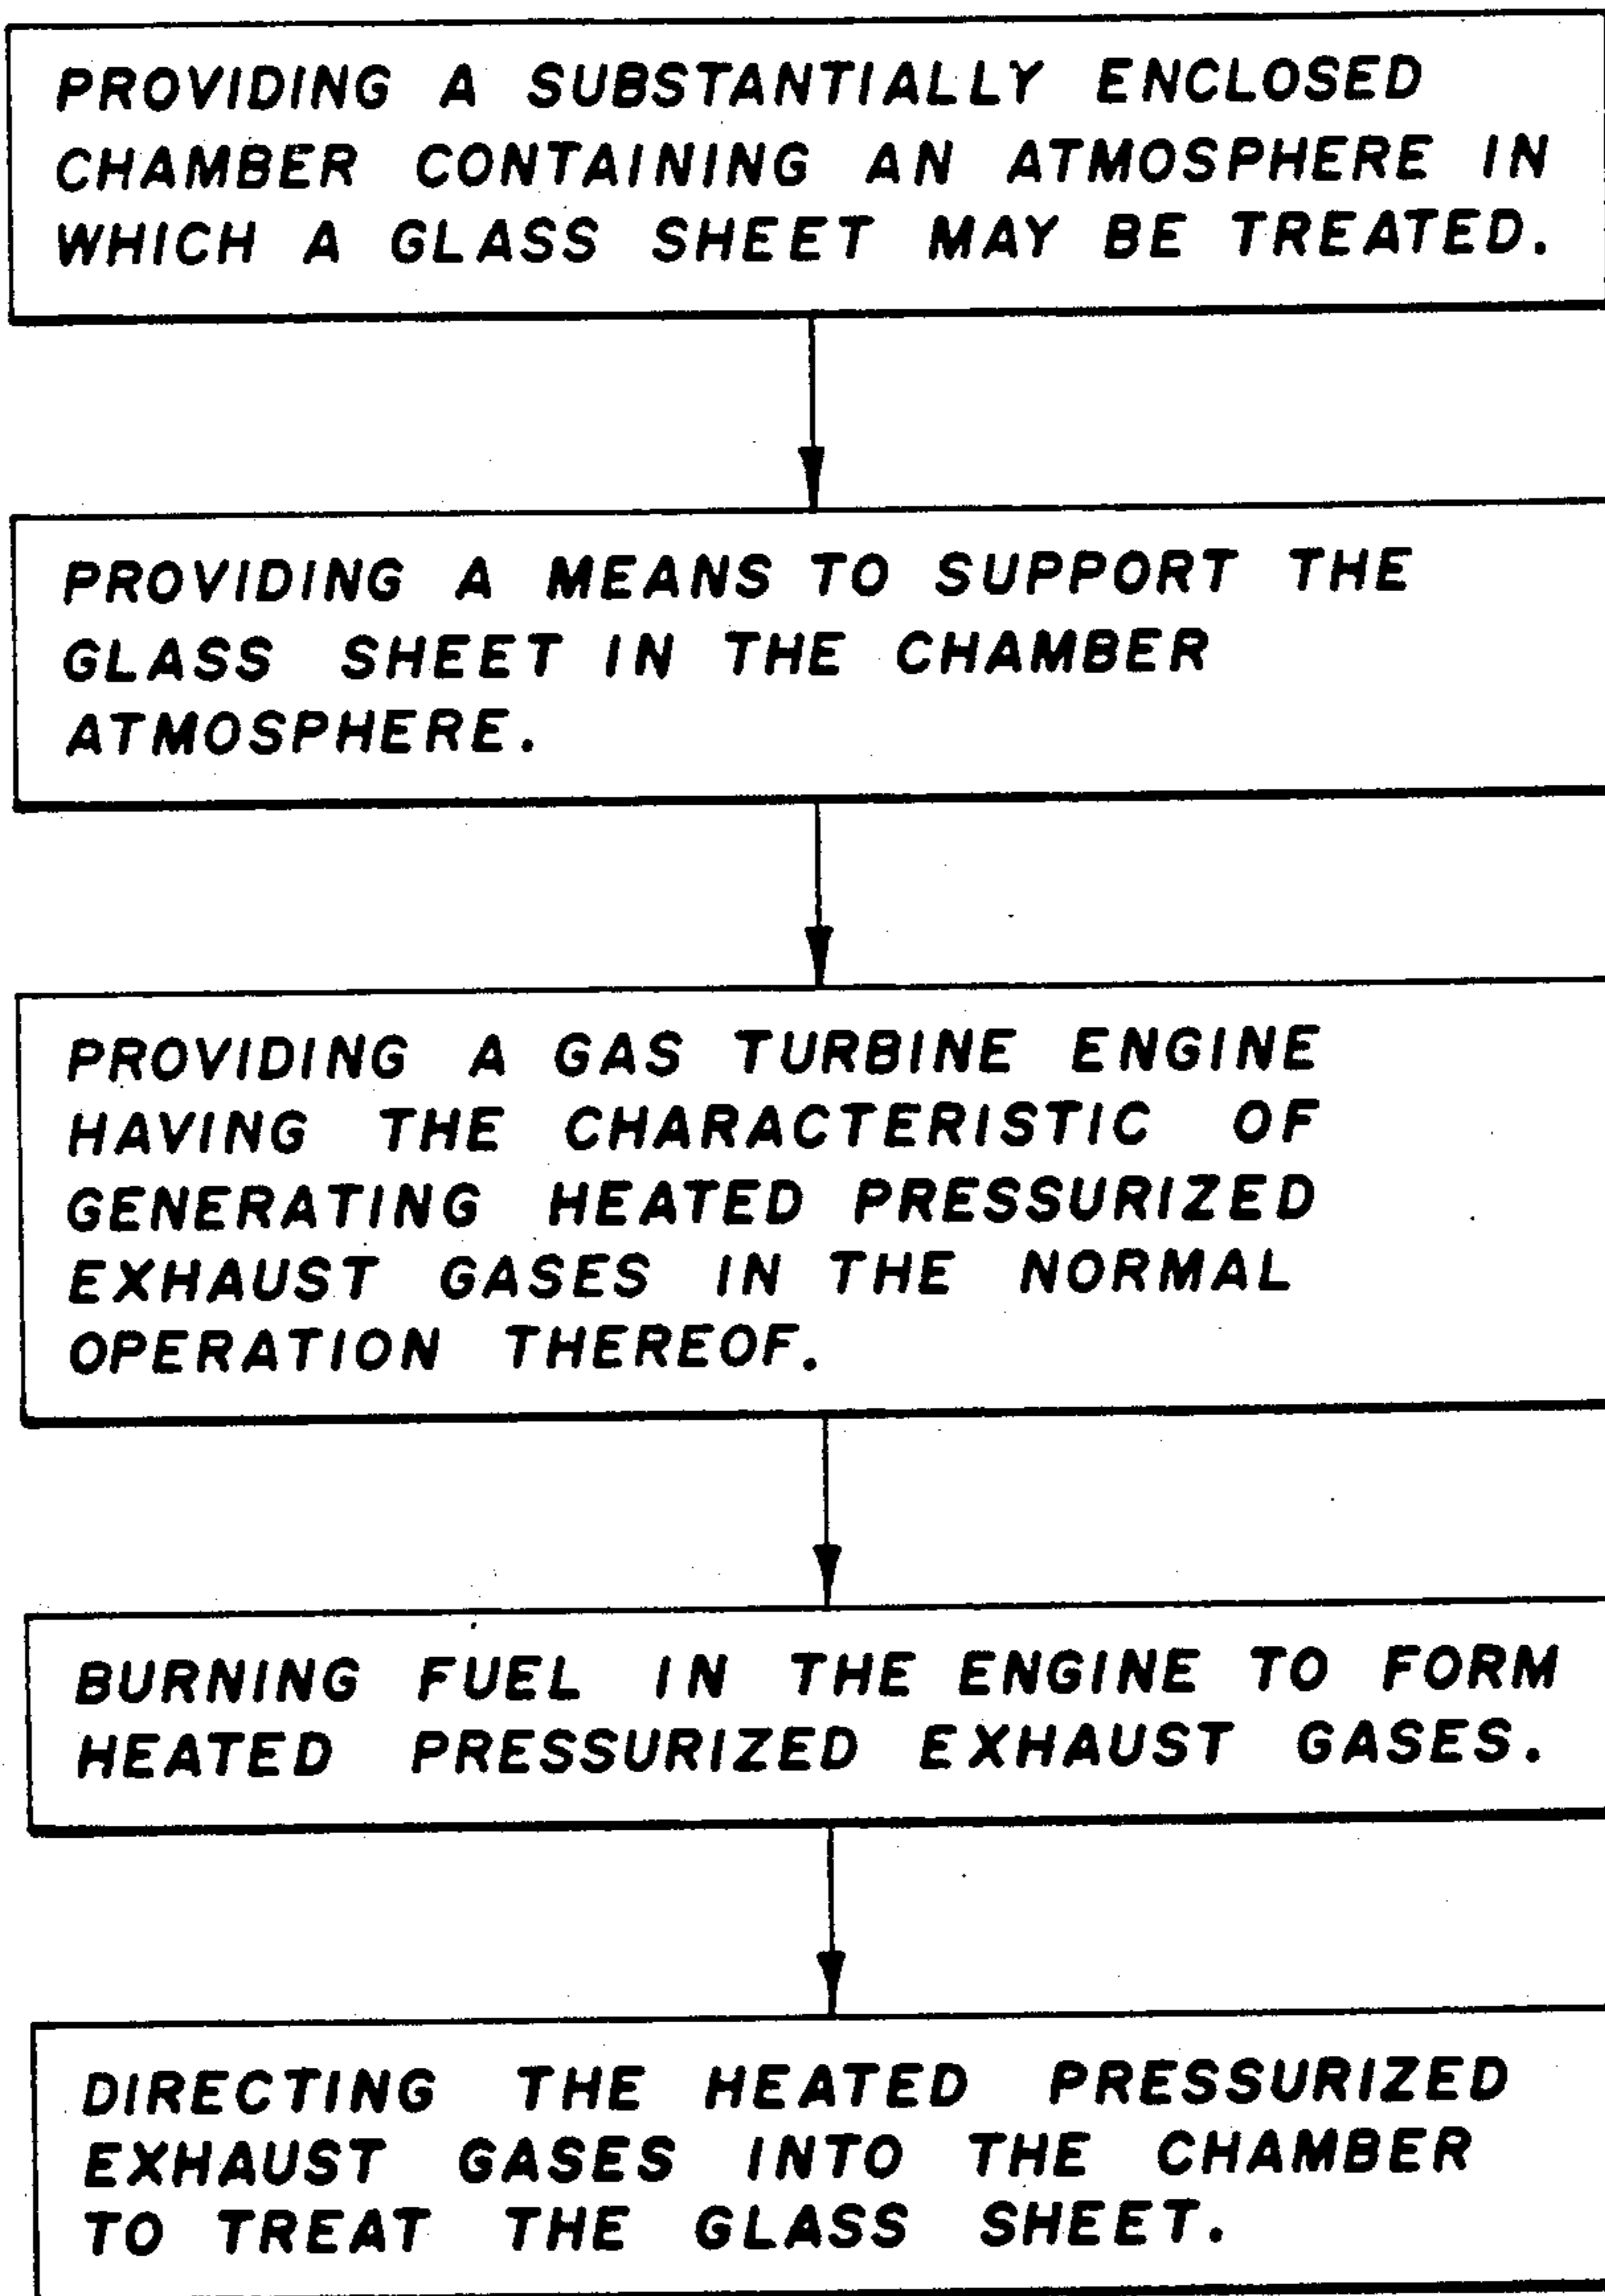 PROVIDING A SUBSTANTIALLY ENCLOSED
CHAMBER CONTAINING AN ATMOSPHERE IN
WHICH A GLASS SHEET MAY BE TREATED.
PROVIDING A MEANS TO SUPPORT THE
GLASS SHEET IN THE CHAMBER
ATMOSPHERE.
PROVIDING A GAS TURBINE ENGINE
HAVING THE CHARACTERISTIC OF
GENERATING HEATED PRESSURIZED
EXHAUST GASES IN THE NORMAL
OPERATION THEREOF.
BURNING FUEL IN THE ENGINE TO FORM
HEATED PRESSURIZED EXHAUST GASES.
DIRECTING THE HEATED PRESSURIZED
EXHAUST GASES INTO THE CHAMBER
TO TREAT THE GLASS SHEET.